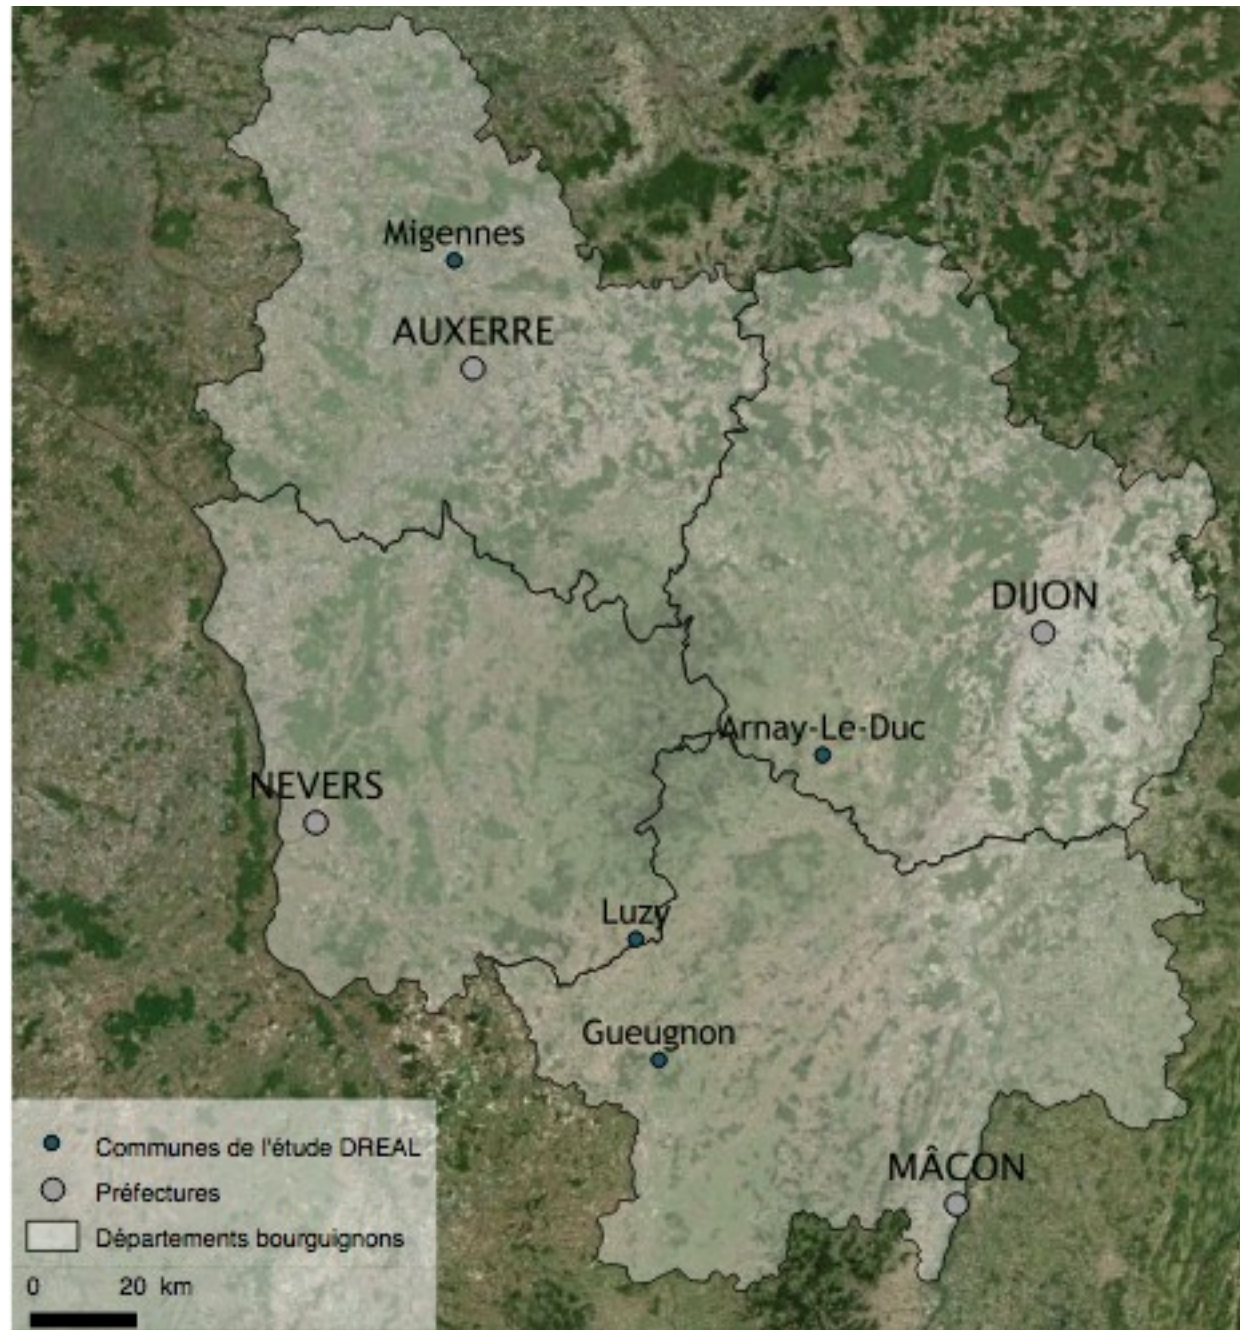 Migennes
AUXERRE
DIJON
Arnay-Le-Duc
NEVERS
Luzy
Gueugnon
MÂCON
Communes de l'étude DREAL
Préfectures
Départements bourguignons
0 20 km